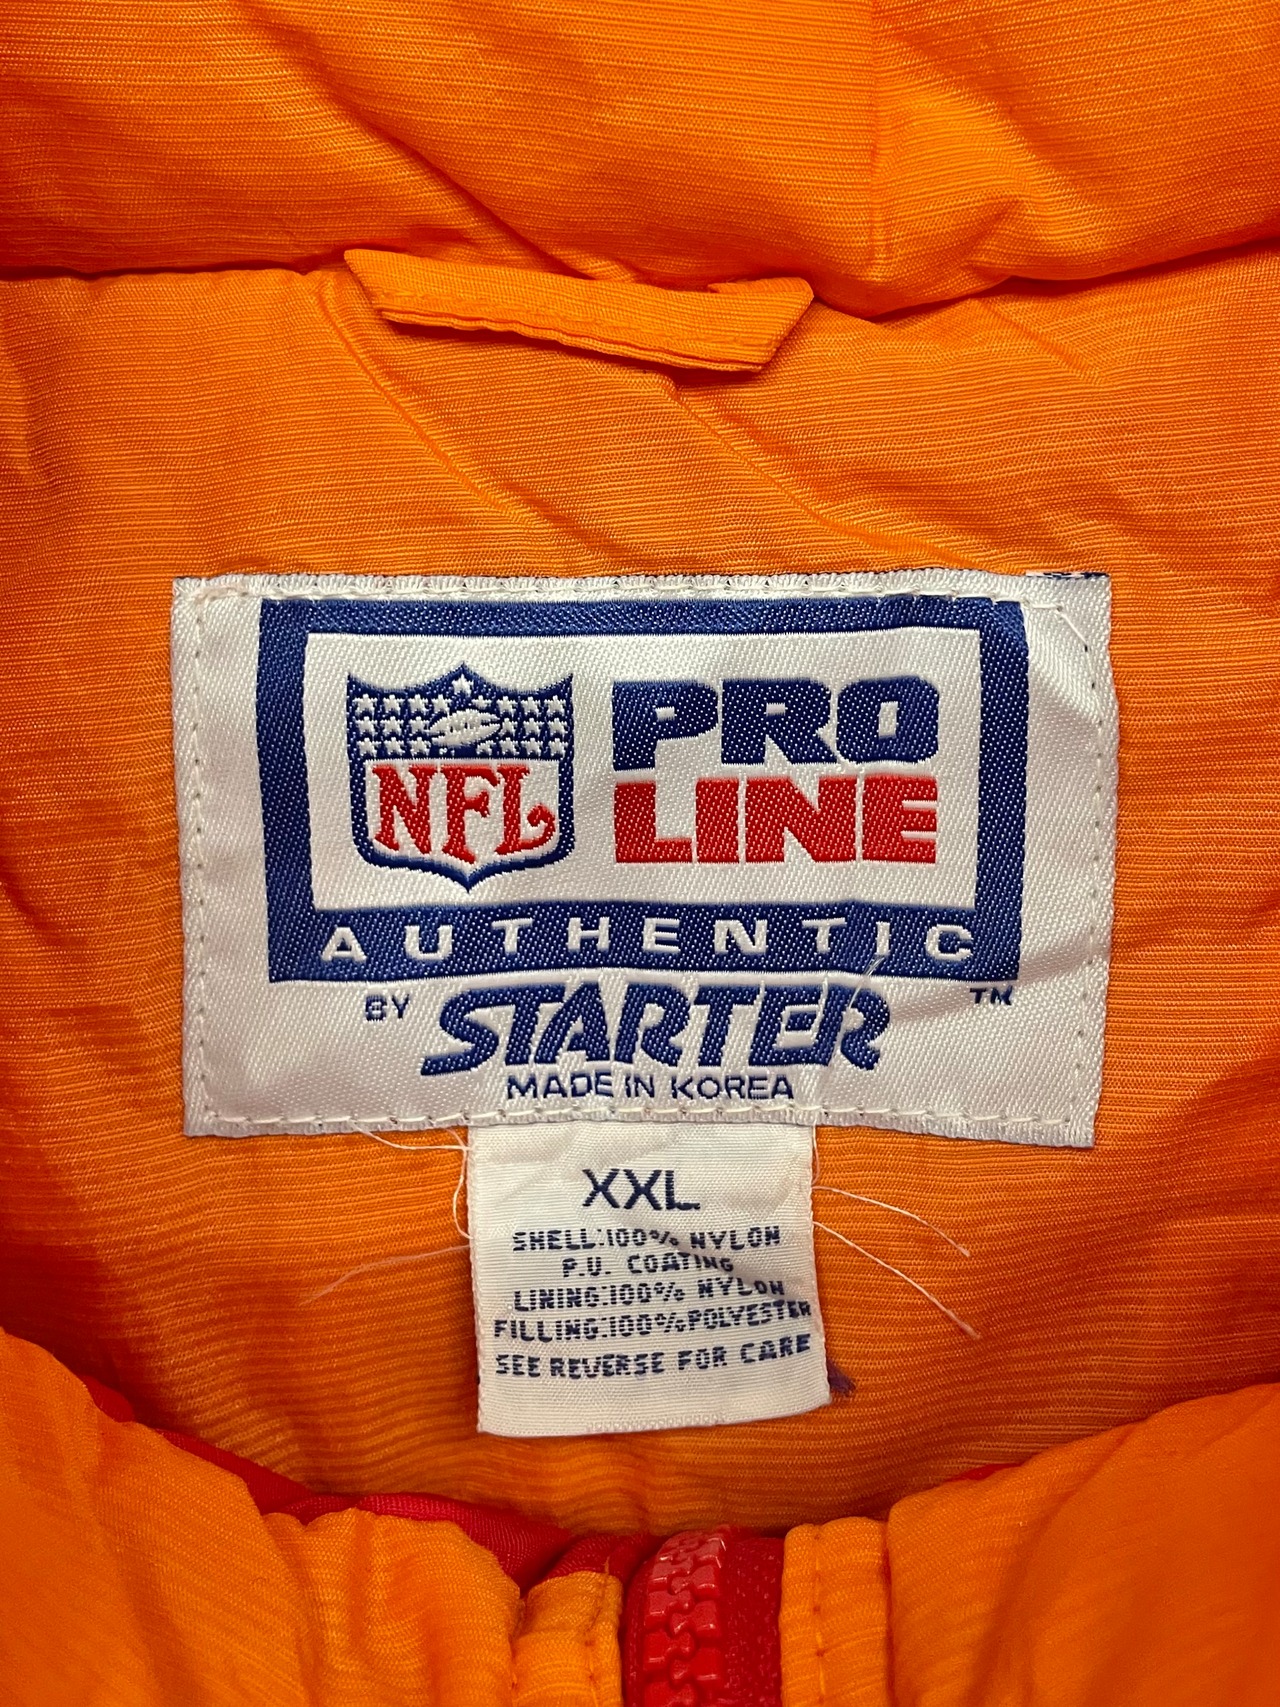 NFL
PRO
LINE
AUTHENTIC
BY STARTER TM
MADE IN KOREA
XXL
SHELL:100% NYLON
P.U. COATING
LINING:100% NYLON
FILLING:100%POLYESTER
SEE REVERSE FOR CARE